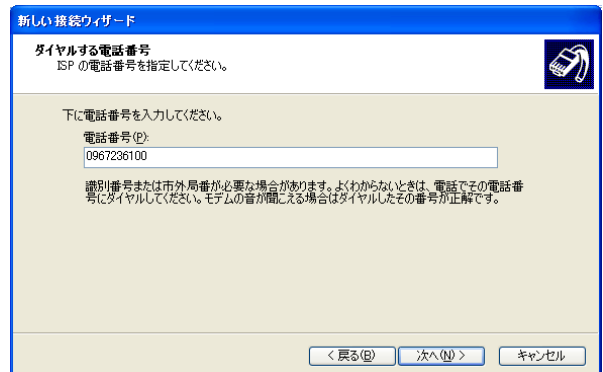 新しい接続ウィザード
ダイヤルする電話番号
ISP の電話番号を指定してください。
下に電話番号を入力してください。
電話番号(P):
0967236100
識別番号または市外局番が必要な場合があります。よくわからないときは、電話でその電話番
号にダイヤルしてください。モデムの音が聞こえる場合はダイヤルしたその番号が正解です。
< 戻る(B)
次へ(N) >
キャンセル